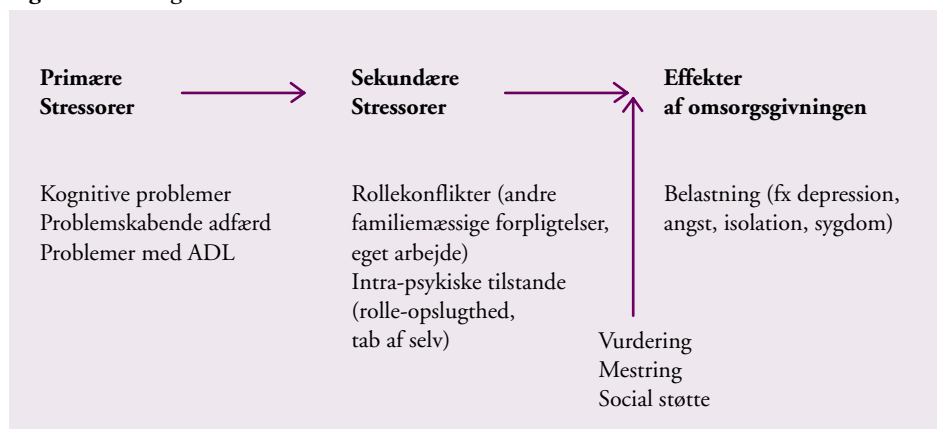 Primære
Stressorer
Sekundære
Stressorer
Effekter
af omsorgsgivningen
Kognitive problemer
Problemskabende adfærd
Problemer med ADL
Rollekonflikter (andre
familiemæssige forpligtelser,
eget arbejde)
Intra-psykiske tilstande
(rolle-opslugthed,
tab af selv)
Belastning (fx depression,
angst, isolation, sygdom)
Vurdering
Mestring
Social støtte